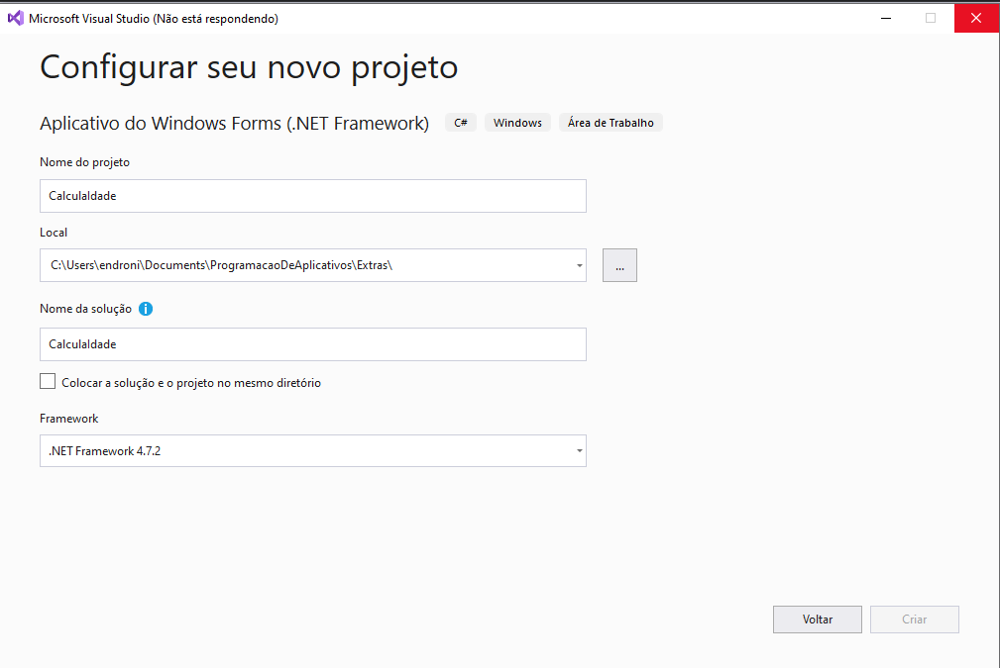 Microsoft Visual Studio (Não está respondendo)
Configurar seu novo projeto
Aplicativo do Windows Forms (.NET Framework) C# Windows Área de Trabalho
Nome do projeto
CalculaIdade
Local
C:\Users\endroni\Documents\ProgramacaoDeAplicativos\Extras\
...
Nome da solução i
CalculaIdade
Colocar a solução e o projeto no mesmo diretório
Framework
.NET Framework 4.7.2
Voltar Criar